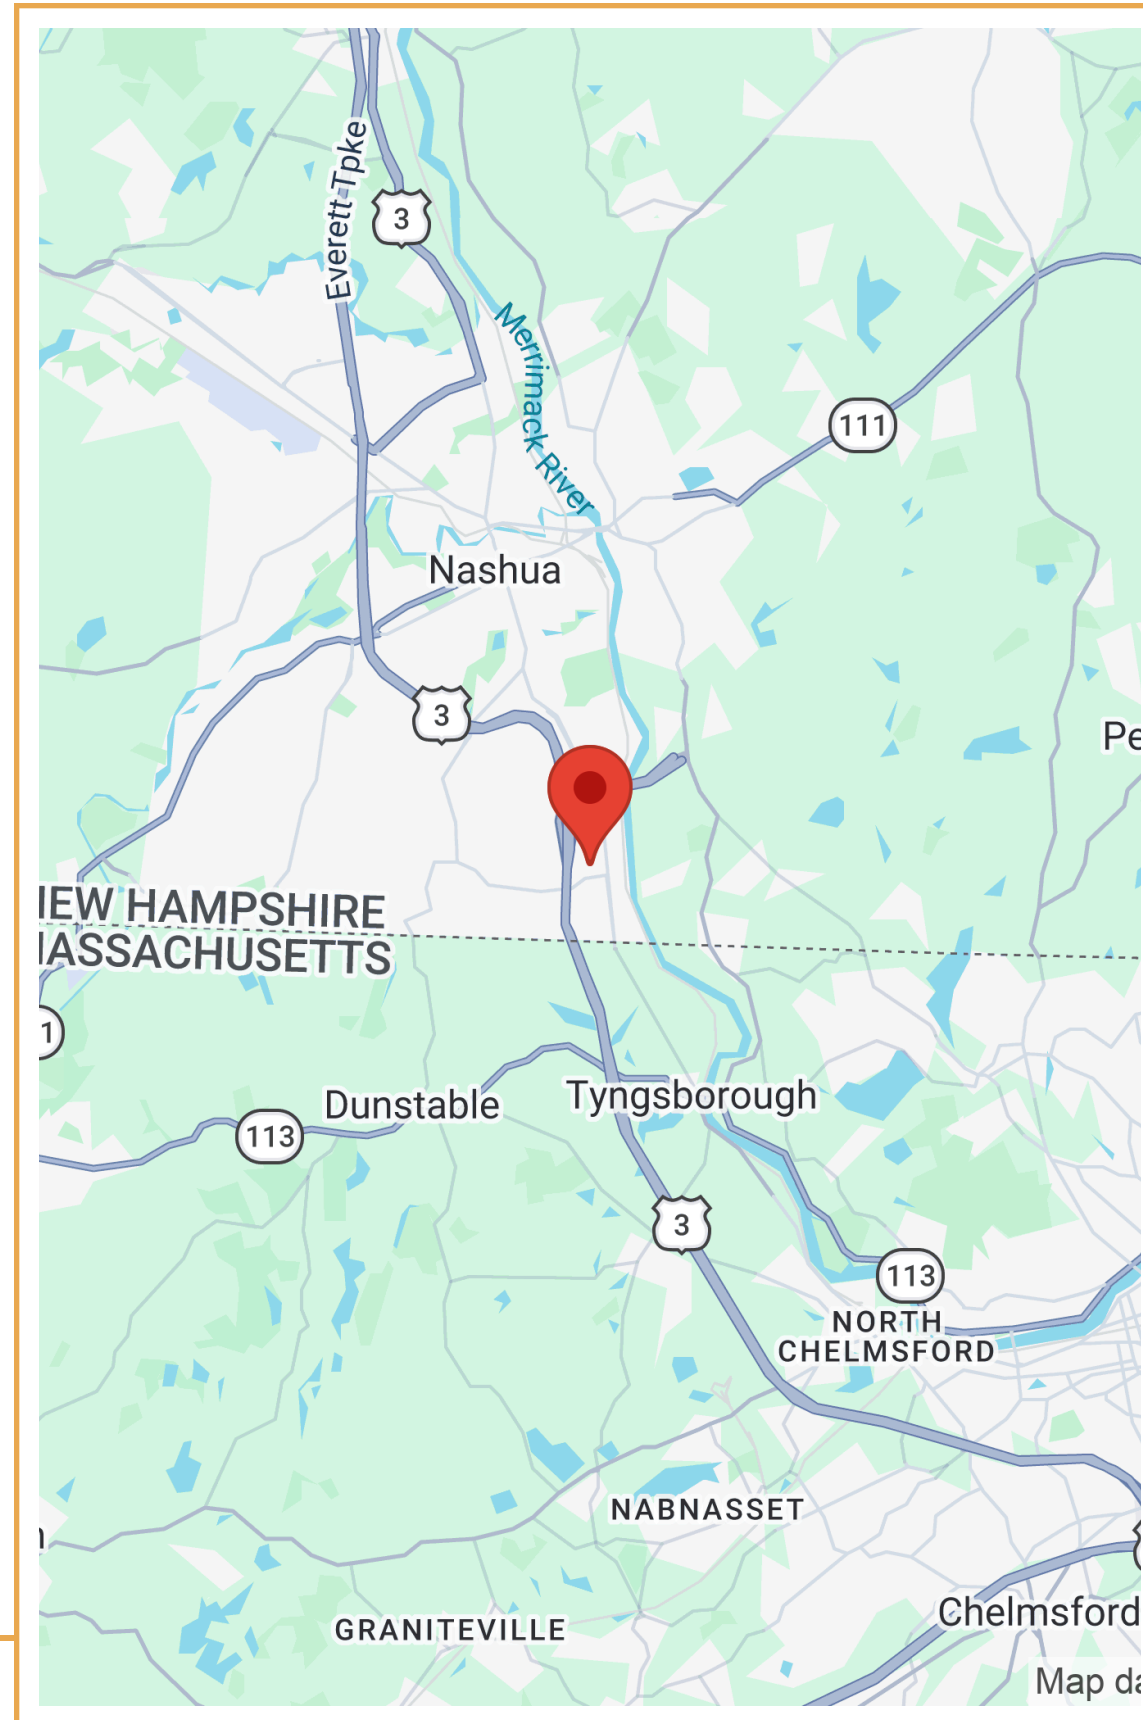 Everett Tpke
3
Merrimack River
111
Nashua
3
Pe
IEW HAMPSHIRE
IASSACHUSETTS
1
Dunstable
Tyngsborough
113
3
113
NORTH
CHELMSFORD
NABNASSET
Chelmsford
GRANITEVILLE
Map da